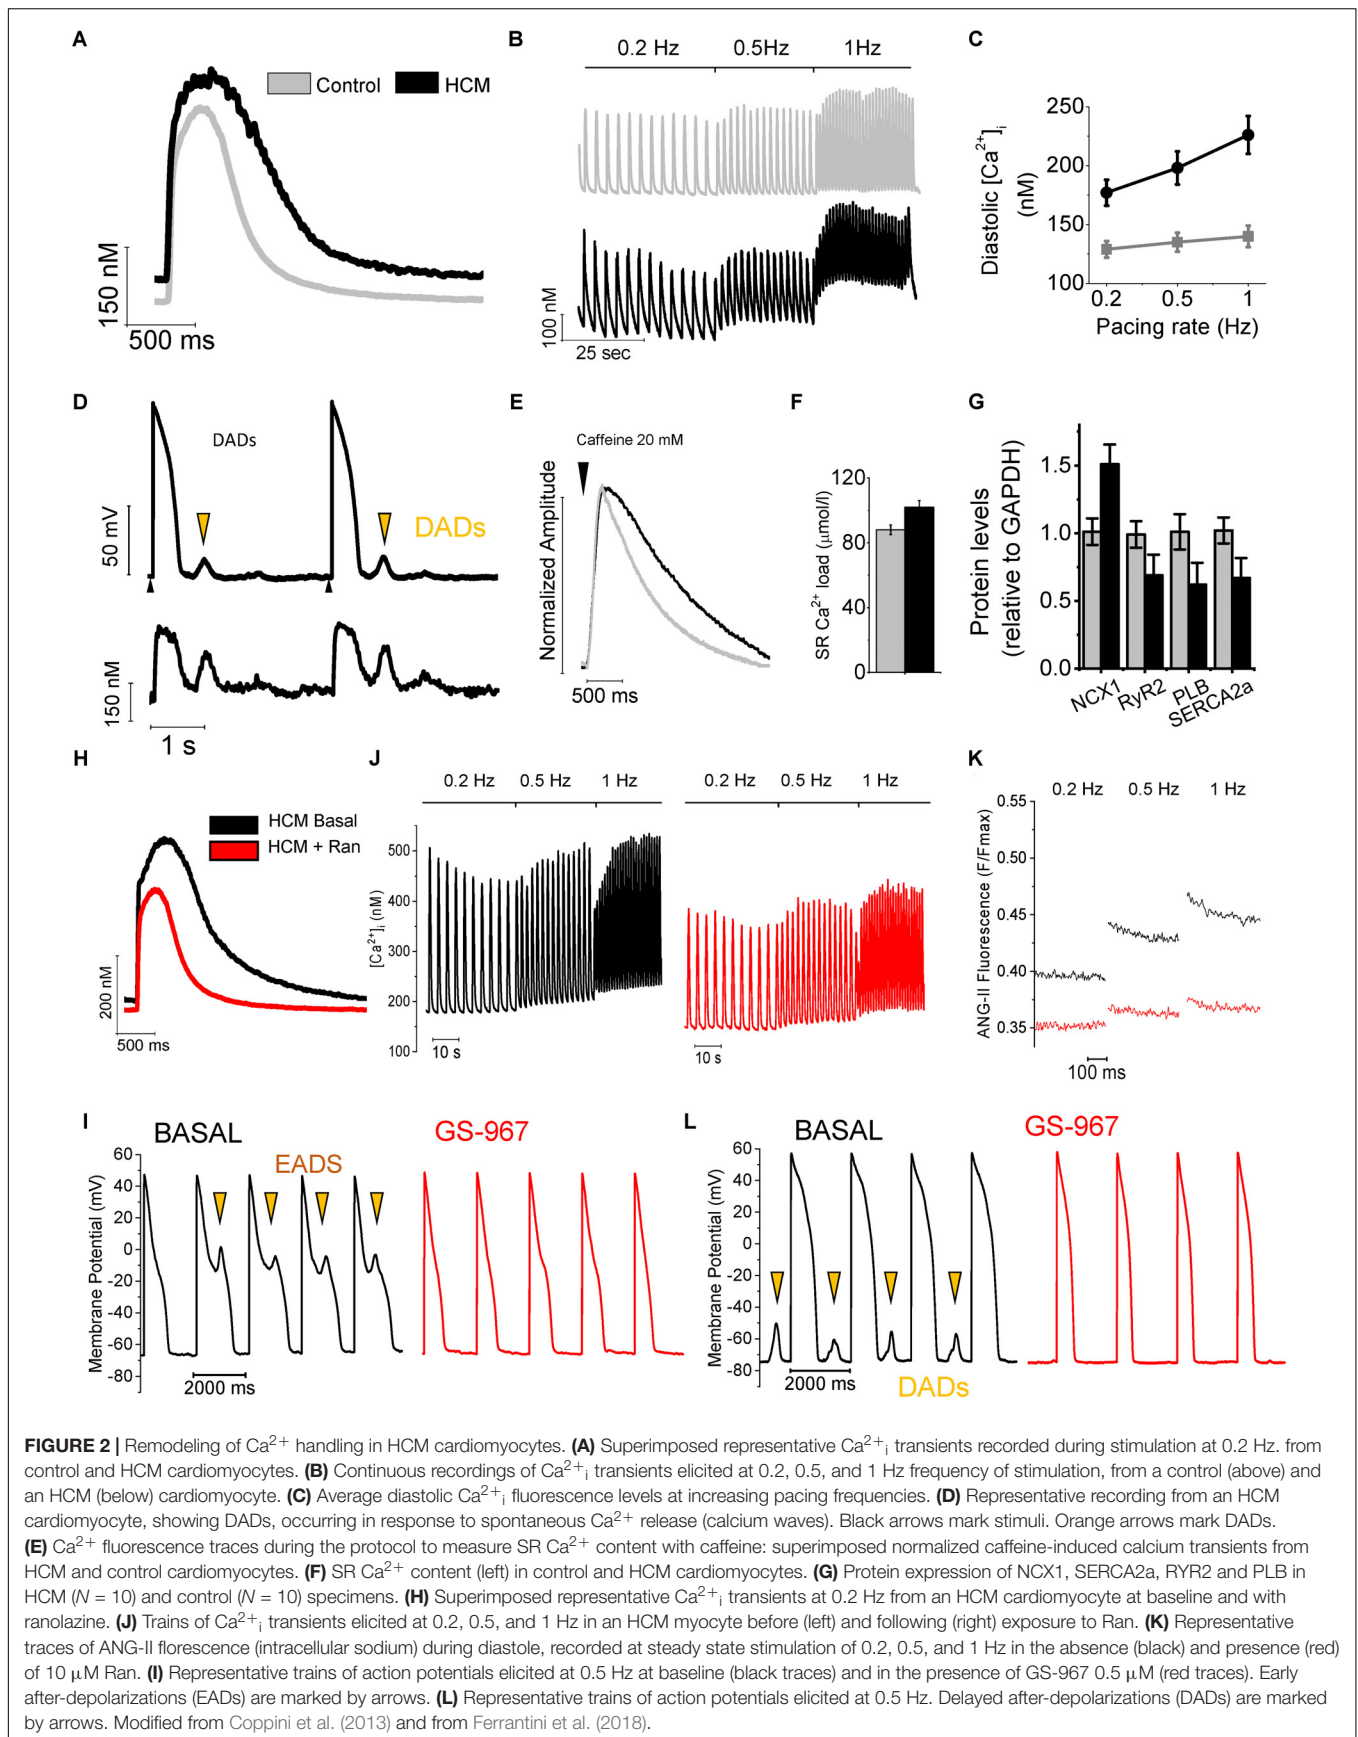 A
Control
HCM
150 nM
500 ms
B
0.2 Hz
0.5Hz
1Hz
100 nM
25 sec
C
Diastolic [Ca²⁺]ᵢ
(nM)
250
200
150
100
0.2
0.5
1
Pacing rate (Hz)
D
DADs
DADs
50 mV
150 nM
1 s
E
Caffeine 20 mM
Normalized Amplitude
500 ms
F
SR Ca²⁺ load (μmol/l)
120
80
40
0
G
Protein levels
(relative to GAPDH)
1.5
1.0
0.5
0.0
NCX1
RyR2
PLB
SERCA2a
H
HCM Basal
HCM + Ran
200 nM
500 ms
J
0.2 Hz
0.5 Hz
1 Hz
0.2 Hz
0.5 Hz
1 Hz
[Ca²⁺]ᵢ (nM)
500
400
300
200
100
10 s
10 s
K
0.2 Hz
0.5 Hz
1 Hz
ANG-II Fluorescence (F/Fmax)
0.55
0.50
0.45
0.40
0.35
100 ms
I
BASAL
GS-967
EADS
Membrane Potential (mV)
60
40
20
0
-20
-40
-60
-80
2000 ms
L
BASAL
GS-967
Membrane Potential (mV)
60
40
20
0
-20
-40
-60
-80
2000 ms
DADs
FIGURE 2 | Remodeling of Ca²⁺ handling in HCM cardiomyocytes. (A) Superimposed representative Ca²⁺ᵢ transients recorded during stimulation at 0.2 Hz. from
control and HCM cardiomyocytes. (B) Continuous recordings of Ca²⁺ᵢ transients elicited at 0.2, 0.5, and 1 Hz frequency of stimulation, from a control (above) and
an HCM (below) cardiomyocyte. (C) Average diastolic Ca²⁺ᵢ fluorescence levels at increasing pacing frequencies. (D) Representative recording from an HCM
cardiomyocyte, showing DADs, occurring in response to spontaneous Ca²⁺ release (calcium waves). Black arrows mark stimuli. Orange arrows mark DADs.
(E) Ca²⁺ fluorescence traces during the protocol to measure SR Ca²⁺ content with caffeine: superimposed normalized caffeine-induced calcium transients from
HCM and control cardiomyocytes. (F) SR Ca²⁺ content (left) in control and HCM cardiomyocytes. (G) Protein expression of NCX1, SERCA2a, RYR2 and PLB in
HCM (N = 10) and control (N = 10) specimens. (H) Superimposed representative Ca²⁺ᵢ transients at 0.2 Hz from an HCM cardiomyocyte at baseline and with
ranolazine. (J) Trains of Ca²⁺ᵢ transients elicited at 0.2, 0.5, and 1 Hz in an HCM myocyte before (left) and following (right) exposure to Ran. (K) Representative
traces of ANG-II florescence (intracellular sodium) during diastole, recorded at steady state stimulation of 0.2, 0.5, and 1 Hz in the absence (black) and presence (red)
of 10 μM Ran. (I) Representative trains of action potentials elicited at 0.5 Hz at baseline (black traces) and in the presence of GS-967 0.5 μM (red traces). Early
after-depolarizations (EADs) are marked by arrows. (L) Representative trains of action potentials elicited at 0.5 Hz. Delayed after-depolarizations (DADs) are marked
by arrows. Modified from Coppini et al. (2013) and from Ferrantini et al. (2018).